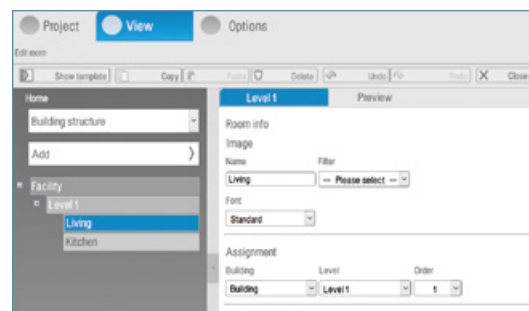 Project View Options
Edit room
Show template Copy Paste Delete Undo Redo Close
Home
Building structure
Add
Facility
Level 1
Living
Kitchen
Level 1 Preview
Room info
Image
Name Filter
Living -- Please select --
Font
Standard
Assignment
Building Level Order
Building Level 1 1